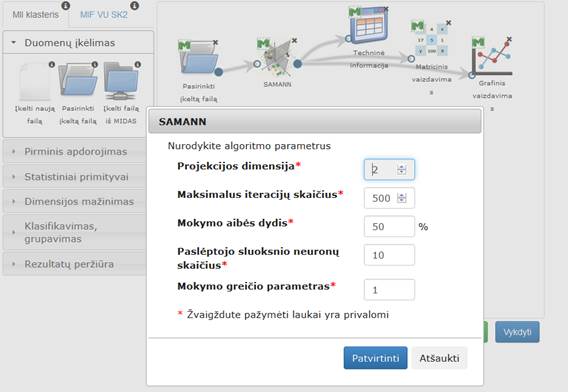 MII klasteris
MIF VU SK2
Duomenų įkėlimas
Įkelti naują
failą
Pasirinkti
įkeltą failą
Įkelti failą
iš MIDAS
Pirminis apdorojimas
Statistiniai primityvai
Dimensijos mažinimas
Klasifikavimas,
grupavimas
Rezultatų peržiūra
Pasirinkti
įkeltą failą
SAMANN
Techninė
informacija
Matricinis
vaizdavima
s
Grafinis
vaizdavima
s
SAMANN
Nurodykite algoritmo parametrus
Projekcijos dimensija* 2
Maksimalus iteracijų skaičius* 500
Mokymo aibės dydis* 50 %
Paslėptojo sluoksnio neuronų
skaičius* 10
Mokymo greičio parametras* 1
* Žvaigždute pažymėti laukai yra privalomi
Patvirtinti
Atšaukti
Vykdyti